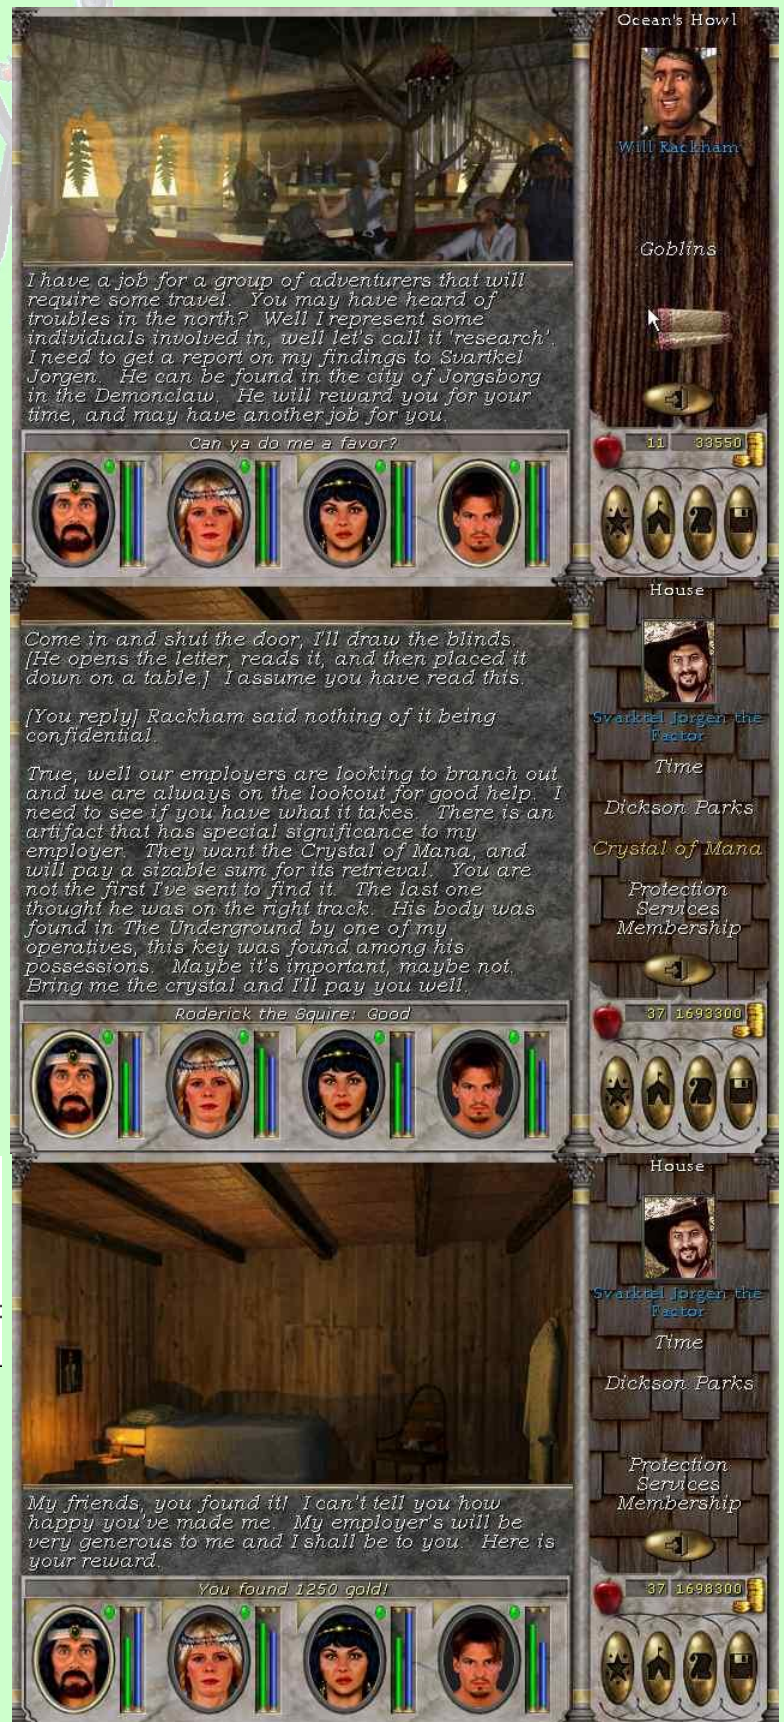 Ocean's Howl
Will Rackham
Goblins
I have a job for a group of adventurers that will
require some travel. You may have heard of
troubles in the north? Well I represent some
individuals involved in, well let's call it 'research'.
I need to get a report on my findings to Svartkel
Jorgen. He can be found in the city of Jorgsborg
in the Demonclaw. He will reward you for your
time, and may have another job for you.
Can ya do me a favor?
11 33550
House
Svarktel Jorgen the
Factor
Time
Dickson Parks
Crystal of Mana
Protection
Services
Membership
Come in and shut the door, I'll draw the blinds.
[He opens the letter, reads it, and then placed it
down on a table.] I assume you have read this.
[You reply] Rackham said nothing of it being
confidential.
True, well our employers are looking to branch out
and we are always on the lookout for good help. I
need to see if you have what it takes. There is an
artifact that has special significance to my
employer. They want the Crystal of Mana, and
will pay a sizable sum for its retrieval. You are
not the first I've sent to find it. The last one
thought he was on the right track. His body was
found in The Underground by one of my
operatives, this key was found among his
possessions. Maybe it's important, maybe not.
Bring me the crystal and I'll pay you well.
Roderick the Squire: Good
37 1693300
House
Svarktel Jorgen the
Factor
Time
Dickson Parks
Protection
Services
Membership
My friends, you found it! I can't tell you how
happy you've made me. My employer's will be
very generous to me and I shall be to you. Here is
your reward.
You found 1250 gold!
37 1698300